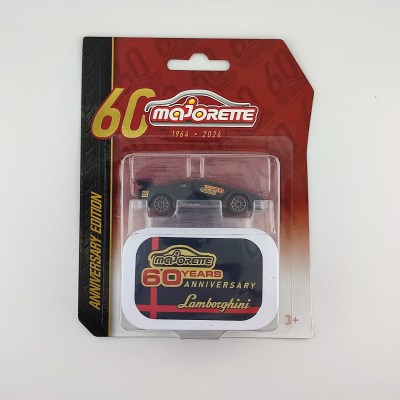 60
MAJORETTE
1964 - 2024
ANNIVERSARY EDITION
MAJORETTE
60 YEARS
ANNIVERSARY
Lamborghini
3+